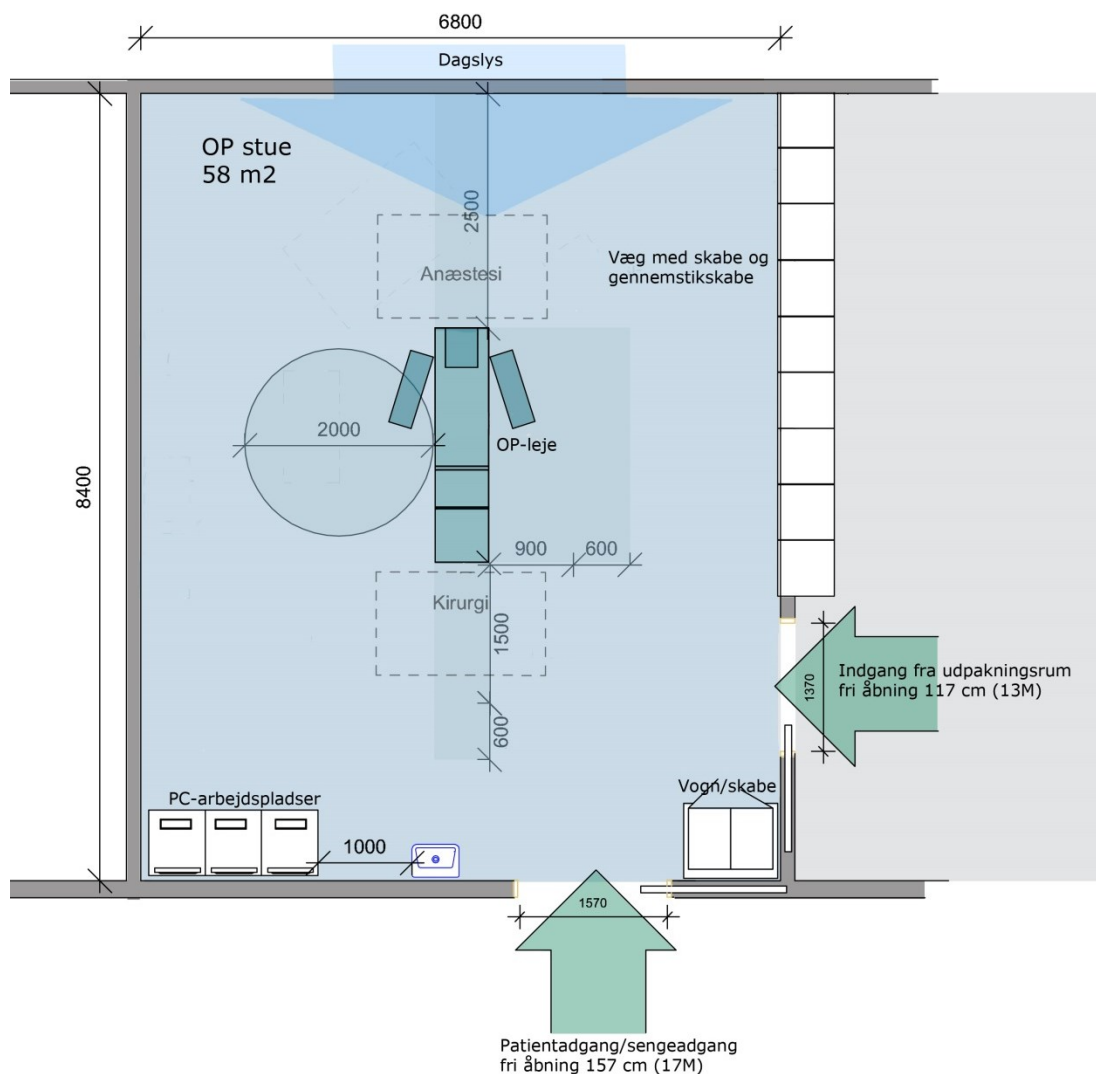 6800
Dagslys
OP stue
58 m2
2500
Væg med skabe og
gennemstikskabe
Anæstesi
2000
OP-leje
8400
900
600
Kirurgi
1500
Indgang fra udpakningsrum
fri åbning 117 cm (13M)
1370
600
Vogn/skabe
PC-arbejdspladser
1000
1570
Patientadgang/sengeadgang
fri åbning 157 cm (17M)